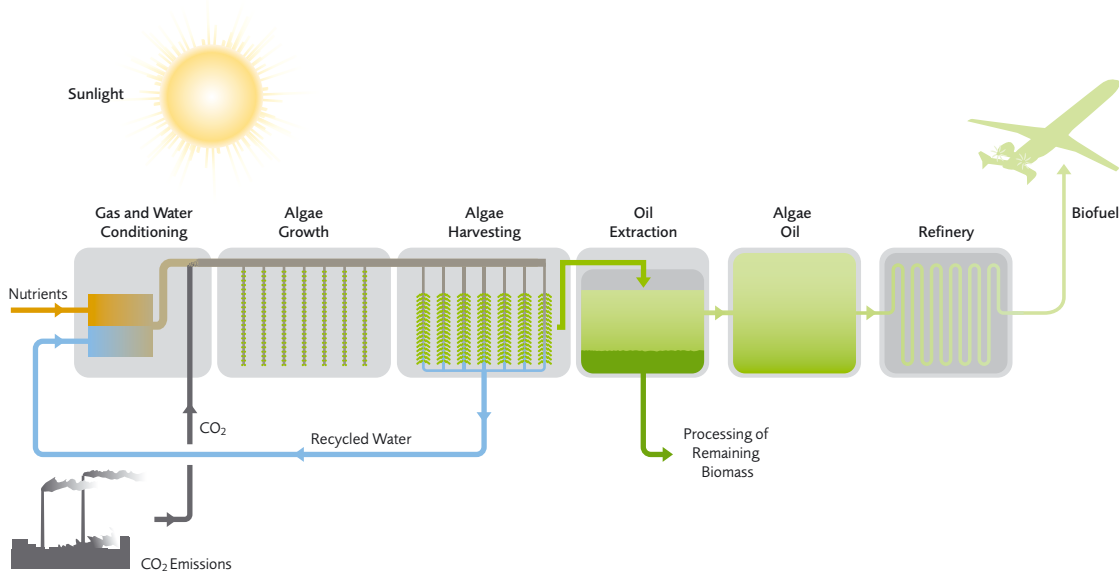 Sunlight
Gas and Water
Conditioning
Algae
Growth
Algae
Harvesting
Oil
Extraction
Algae
Oil
Refinery
Biofuel
Nutrients
CO₂
Recycled Water
Processing of
Remaining
Biomass
CO₂ Emissions